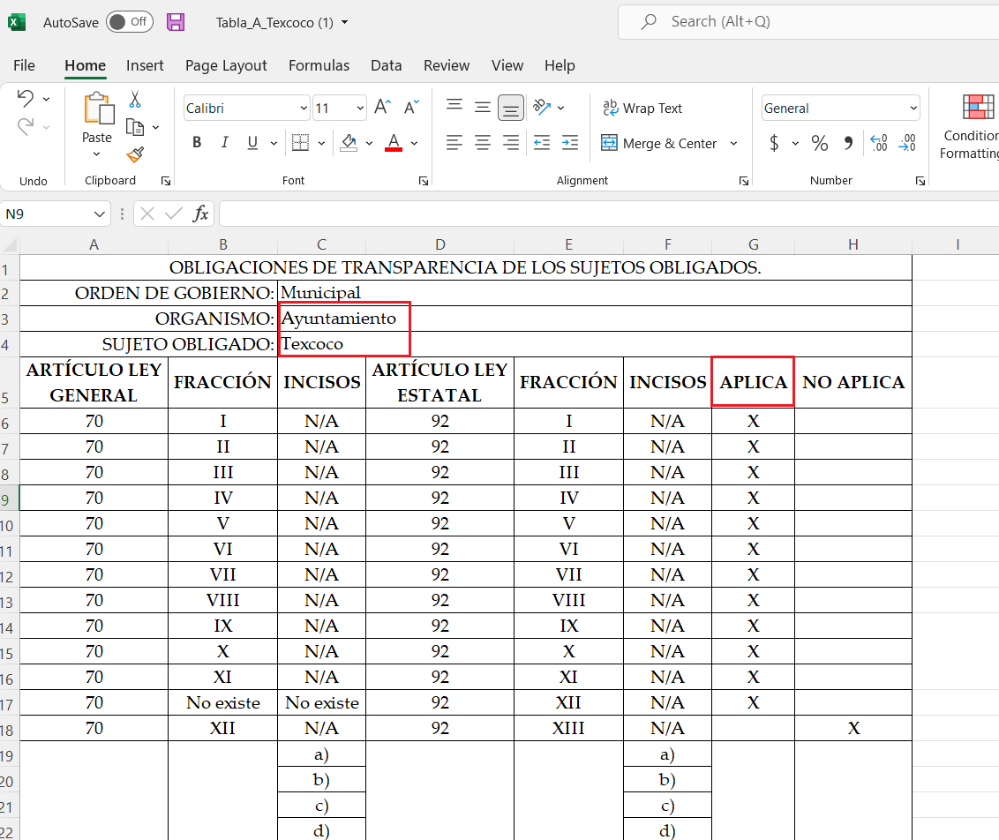 AutoSave Off Tabla_A_Texcoco (1) Search (Alt+Q)
File Home Insert Page Layout Formulas Data Review View Help
Calibri 11 A^ A˅ ab Wrap Text General
Paste B I U A Merge & Center $ % 9 .00 .00 Condition
Formatting
Undo Clipboard Font Alignment Number
N9 fx
A B C D E F G H I
1 OBLIGACIONES DE TRANSPARENCIA DE LOS SUJETOS OBLIGADOS.
2 ORDEN DE GOBIERNO: Municipal
3 ORGANISMO: Ayuntamiento
4 SUJETO OBLIGADO: Texcoco
ARTÍCULO LEY ARTÍCULO LEY
5 GENERAL FRACCIÓN INCISOS ESTATAL FRACCIÓN INCISOS APLICA NO APLICA
6 70 I N/A 92 I N/A X
7 70 II N/A 92 II N/A X
8 70 III N/A 92 III N/A X
9 70 IV N/A 92 IV N/A X
10 70 V N/A 92 V N/A X
11 70 VI N/A 92 VI N/A X
12 70 VII N/A 92 VII N/A X
13 70 VIII N/A 92 VIII N/A X
14 70 IX N/A 92 IX N/A X
15 70 X N/A 92 X N/A X
16 70 XI N/A 92 XI N/A X
17 70 No existe No existe 92 XII N/A X
18 70 XII N/A 92 XIII N/A X
19 a) a)
20 b) b)
21 c) c)
22 d) d)